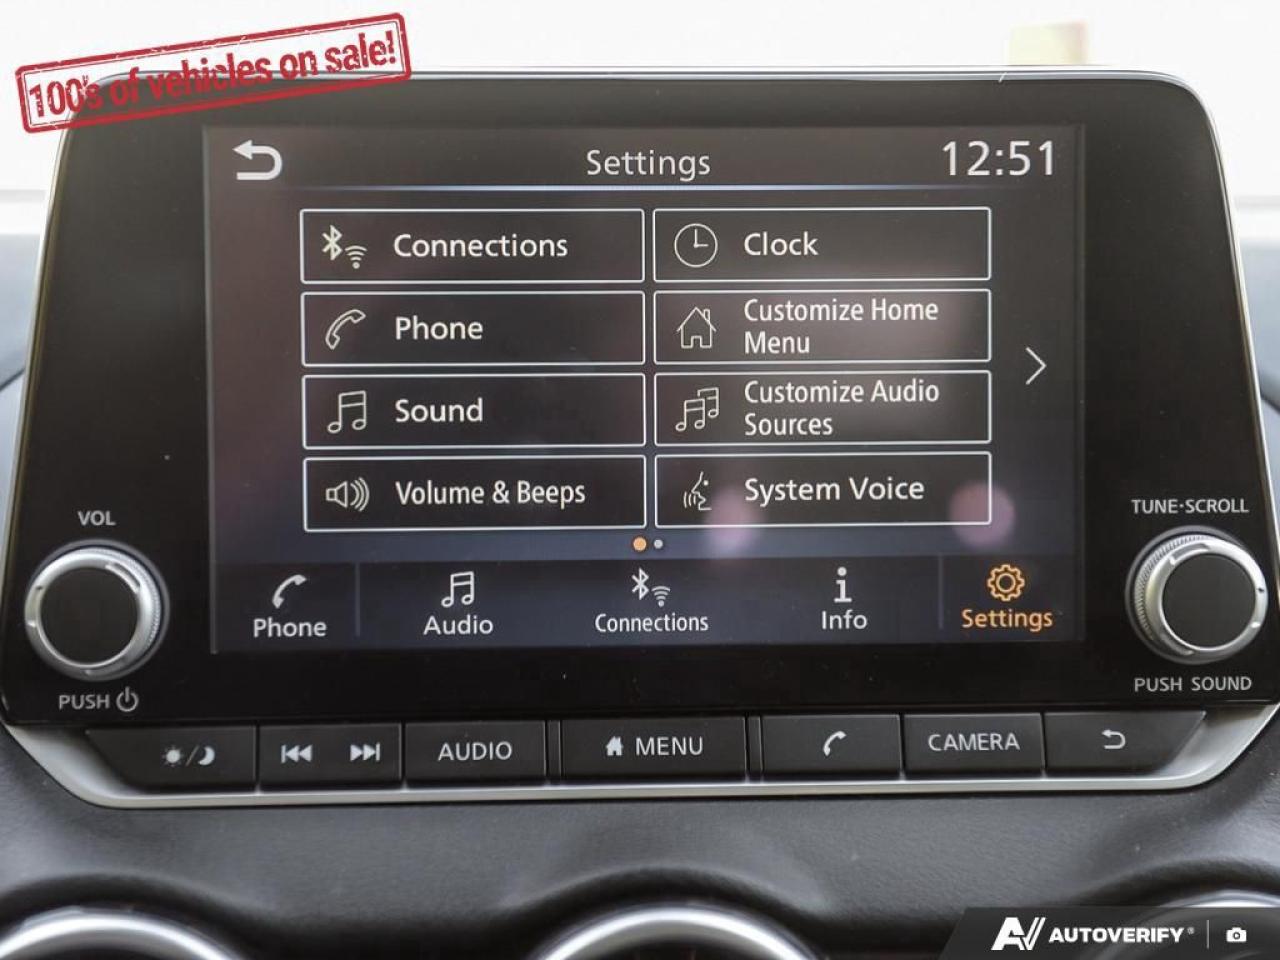 100's of vehicles on sale!
Settings
12:51
Connections
Clock
Phone
Customize Home
Menu
Sound
Customize Audio
Sources
Volume & Beeps
System Voice
VOL
TUNE·SCROLL
Phone
Audio
Connections
Info
Settings
PUSH
PUSH SOUND
AUDIO
MENU
CAMERA
AUTOVERIFY